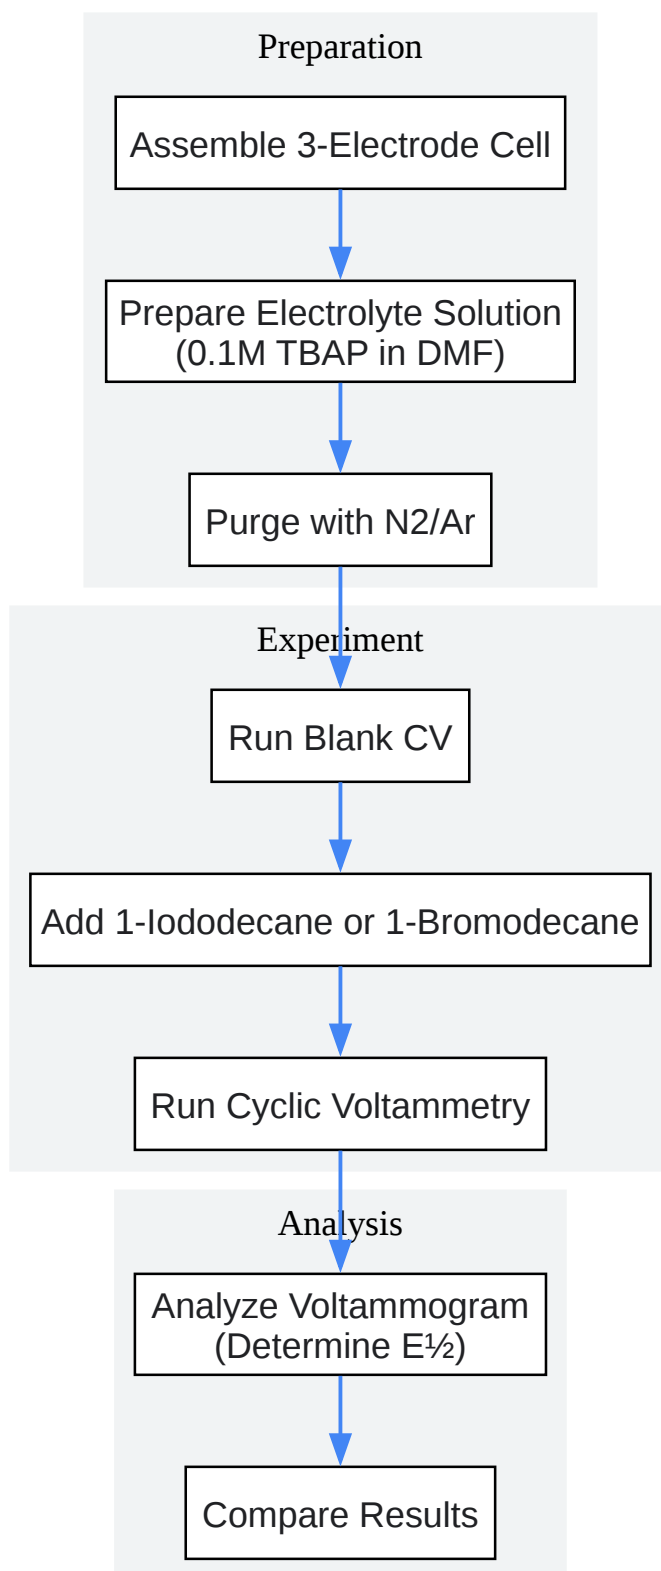 Preparation
Assemble 3-Electrode Cell
Prepare Electrolyte Solution
(0.1M TBAP in DMF)
Purge with N2/Ar
Experiment
Run Blank CV
Add 1-Iododecane or 1-Bromodecane
Run Cyclic Voltammetry
Analysis
Analyze Voltammogram
(Determine E½)
Compare Results